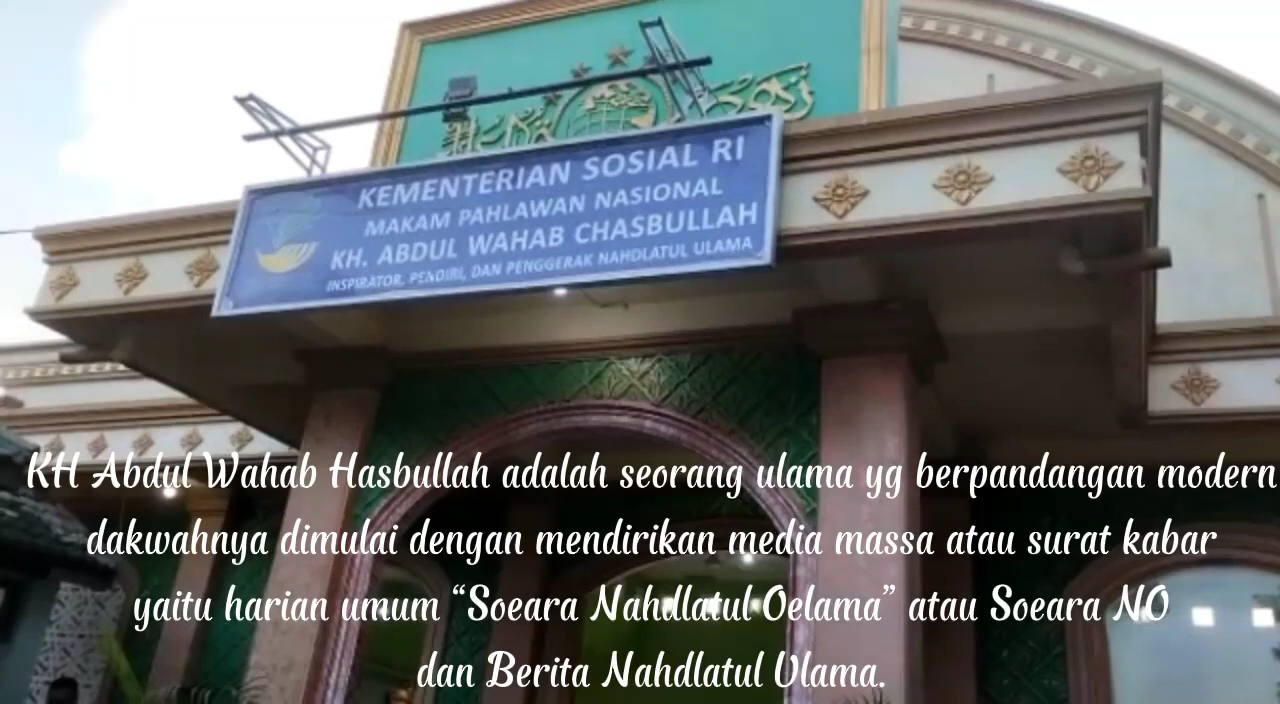 KEMENTERIAN SOSIAL RI
MAKAM PAHLAWAN NASIONAL
KH. ABDUL WAHAB CHASBULLAH
INSPIRATOR, PENDIRI, DAN PENGGERAK NAHDLATUL ULAMA
KH Abdul Wahab Hasbullah adalah seorang ulama yg berpandangan modern
dakwahnya dimulai dengan mendirikan media massa atau surat kabar
yaitu harian umum “Soeara Nahdlatul Oelama” atau Soeara NO
dan Berita Nahdlatul Ulama.